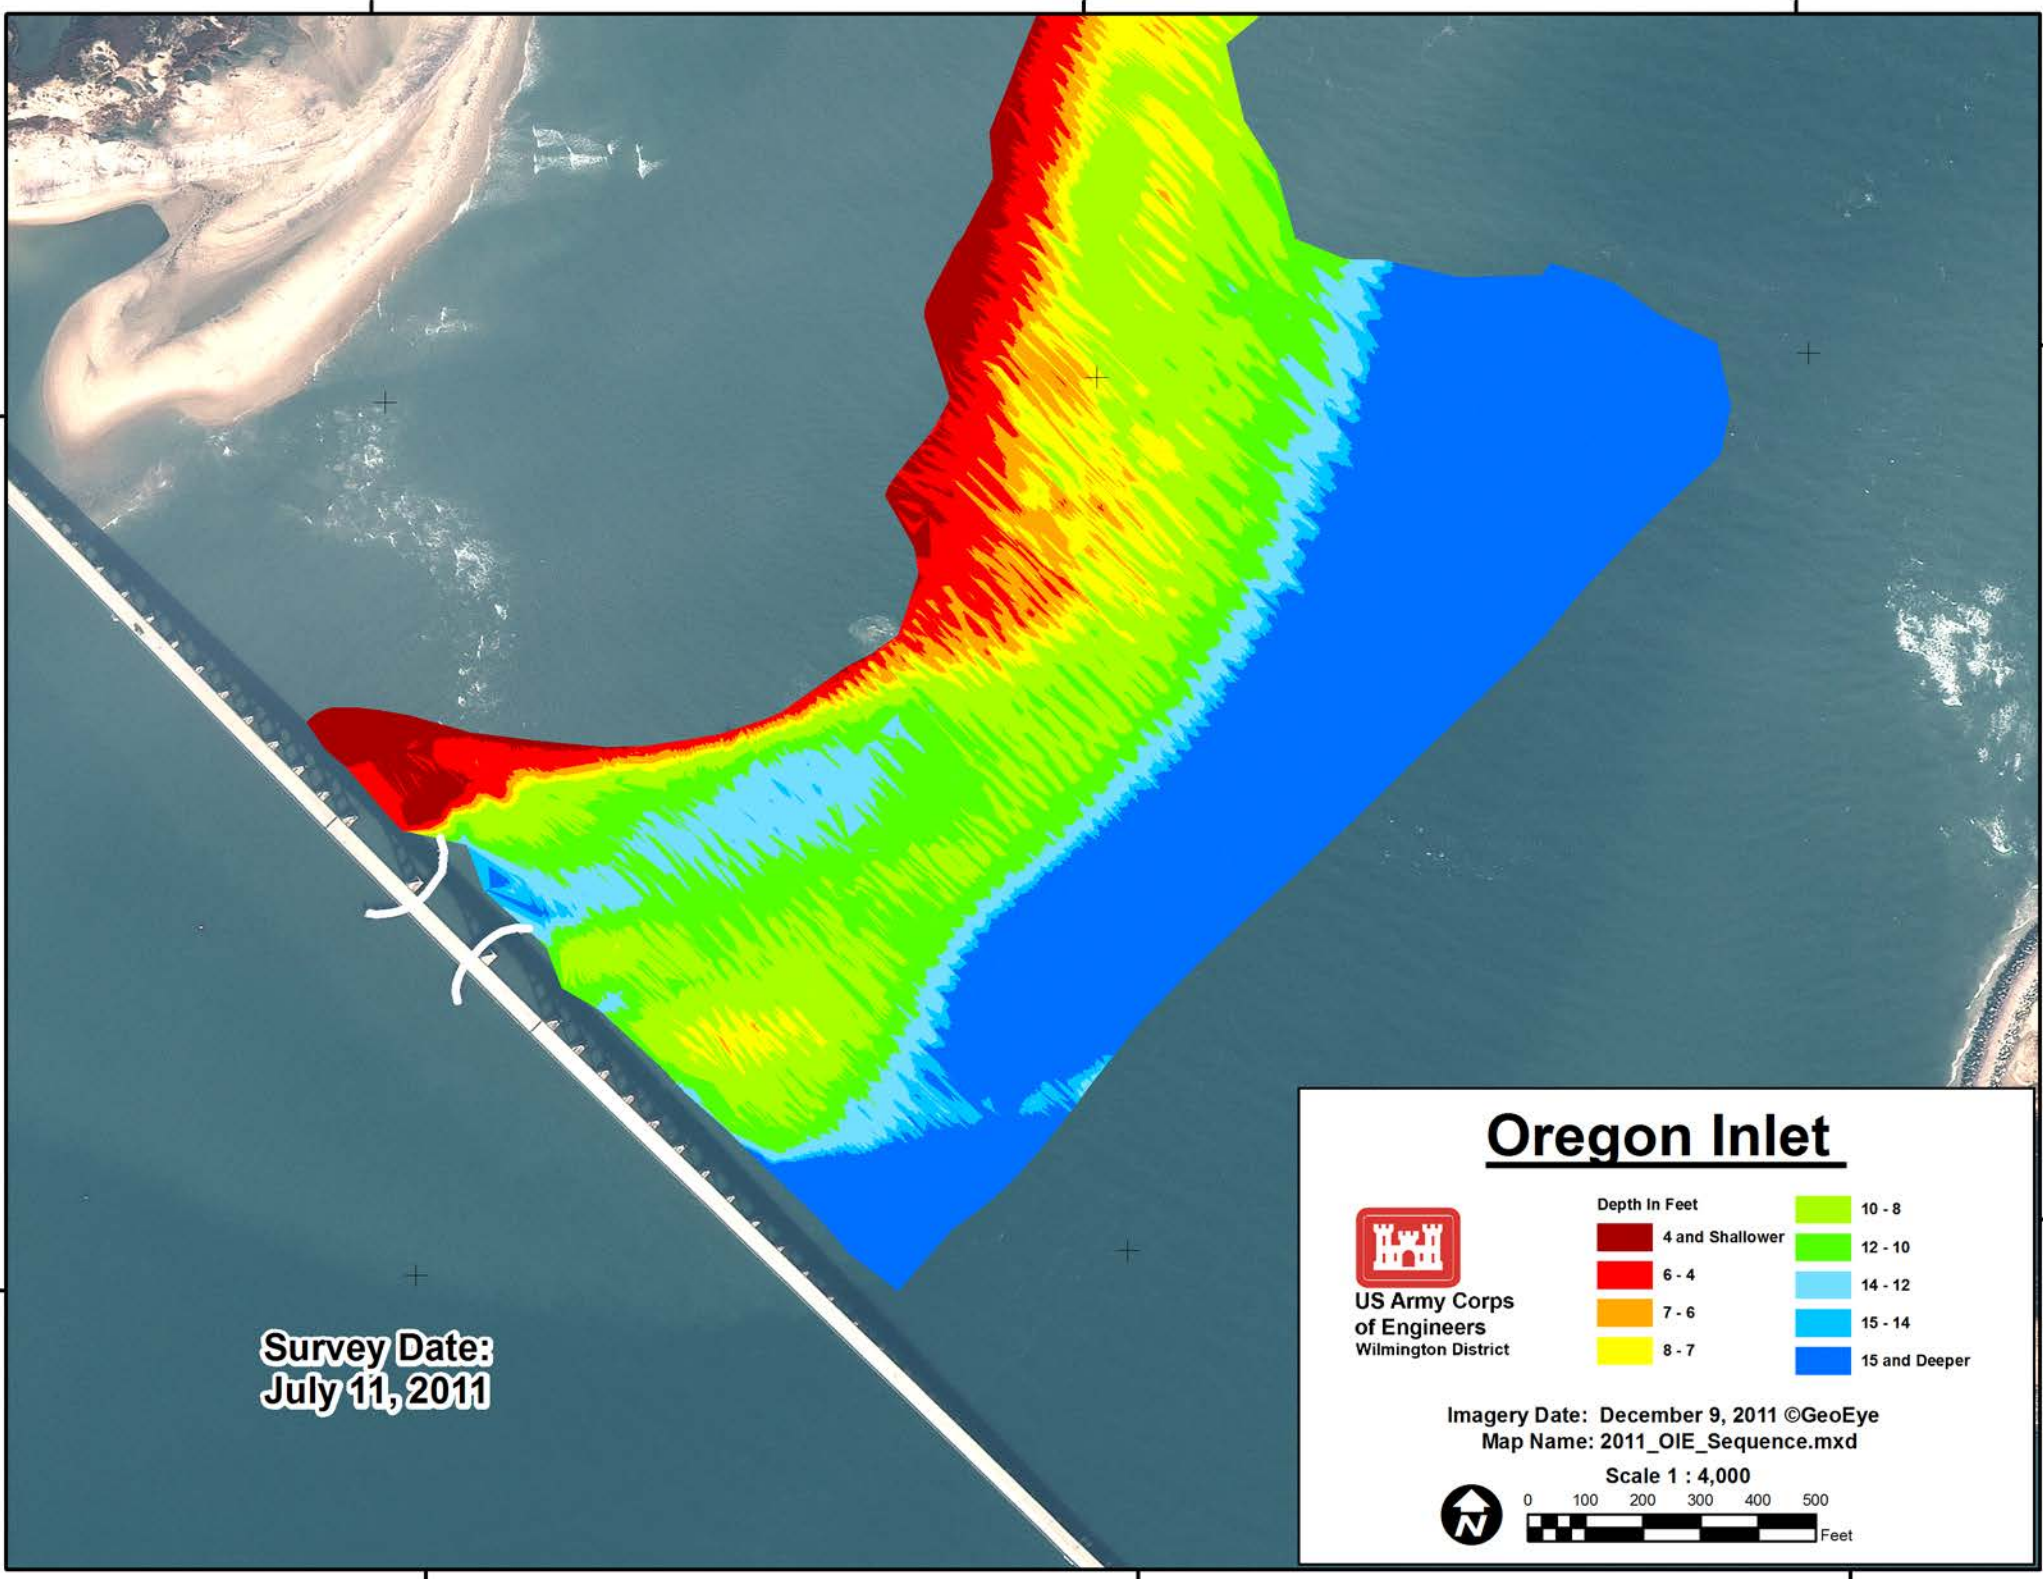 Survey Date:
July 11, 2011
Oregon Inlet
US Army Corps
of Engineers
Wilmington District
Depth In Feet
4 and Shallower
6 - 4
7 - 6
8 - 7
10 - 8
12 - 10
14 - 12
15 - 14
15 and Deeper
Imagery Date: December 9, 2011 ©GeoEye
Map Name: 2011_OIE_Sequence.mxd
Scale 1 : 4,000
0 100 200 300 400 500
Feet
N